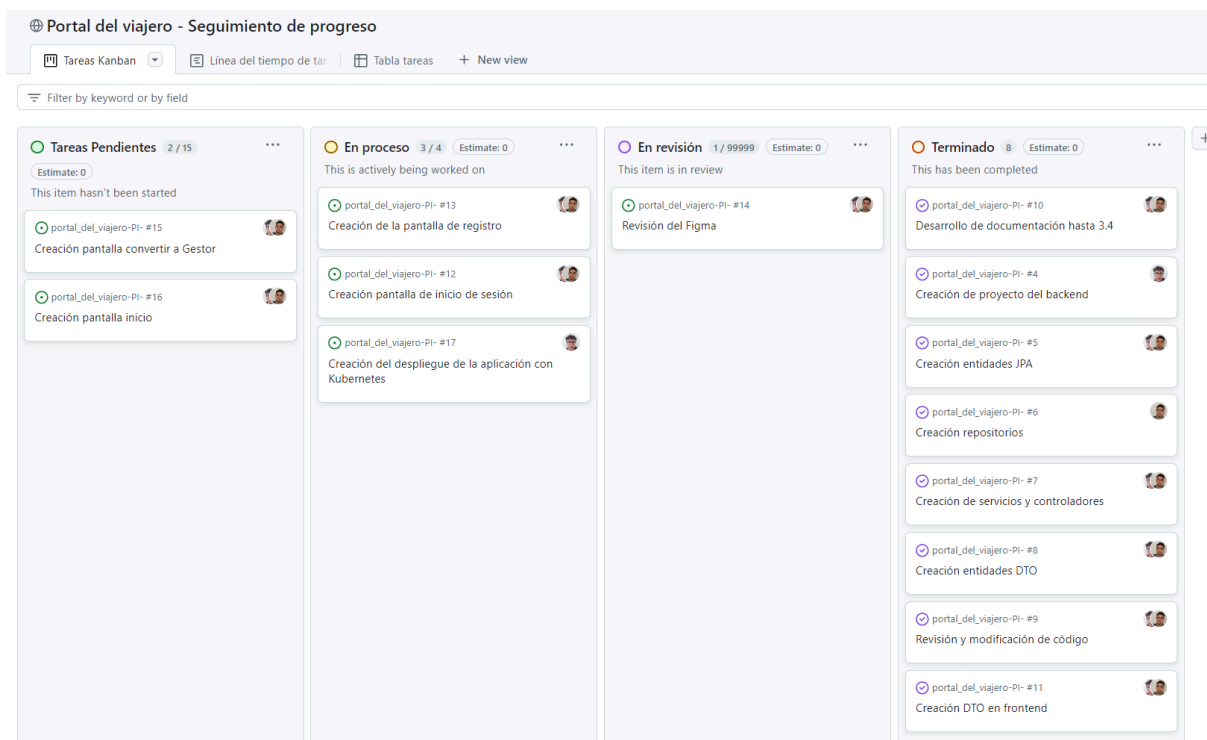 Portal del viajero - Seguimiento de progreso
Tareas Kanban
Línea del tiempo de tar
Tabla tareas
+ New view
Filter by keyword or by field
Tareas Pendientes 2 / 15
Estimate: 0
This item hasn't been started
portal_del_viajero-PI- #15
Creación pantalla convertir a Gestor
portal_del_viajero-PI- #16
Creación pantalla inicio
En proceso 3 / 4 Estimate: 0
This is actively being worked on
portal_del_viajero-PI- #13
Creación de la pantalla de registro
portal_del_viajero-PI- #12
Creación pantalla de inicio de sesión
portal_del_viajero-PI- #17
Creación del despliegue de la aplicación con
Kubernetes
En revisión 1 / 99999 Estimate: 0
This item is in review
portal_del_viajero-PI- #14
Revisión del Figma
Terminado 8 Estimate: 0
This has been completed
portal_del_viajero-PI- #10
Desarrollo de documentación hasta 3.4
portal_del_viajero-PI- #4
Creación de proyecto del backend
portal_del_viajero-PI- #5
Creación entidades JPA
portal_del_viajero-PI- #6
Creación repositorios
portal_del_viajero-PI- #7
Creación de servicios y controladores
portal_del_viajero-PI- #8
Creación entidades DTO
portal_del_viajero-PI- #9
Revisión y modificación de código
portal_del_viajero-PI- #11
Creación DTO en frontend